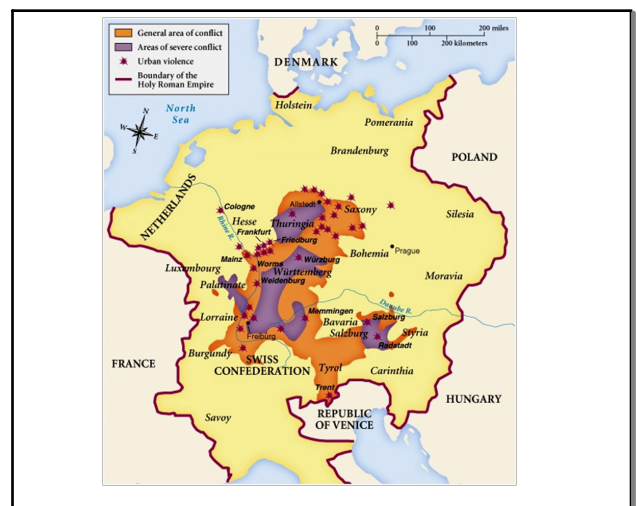 General area of conflict
Areas of severe conflict
Urban violence
Boundary of the
Holy Roman Empire
0 100 200 miles
0 100 200 kilometers
DENMARK
North
Sea
N
W E
S
Holstein
Pomerania
Brandenburg
POLAND
NETHERLANDS
Cologne
Rhine R.
Hesse
Frankfurt
Allstedt
Thuringia
Saxony
Silesia
Friedburg
Mainz
Worms
Würzburg
Bohemia
Prague
Luxembourg
Württemberg
Moravia
Palatinate
Weidenburg
Danube R.
Lorraine
Memmingen
Bavaria
Salzburg
Salzburg
Styria
Freiburg
Radstadt
Burgundy
SWISS
CONFEDERATION
FRANCE
Tyrol
Carinthia
Trent
HUNGARY
Savoy
REPUBLIC
OF VENICE